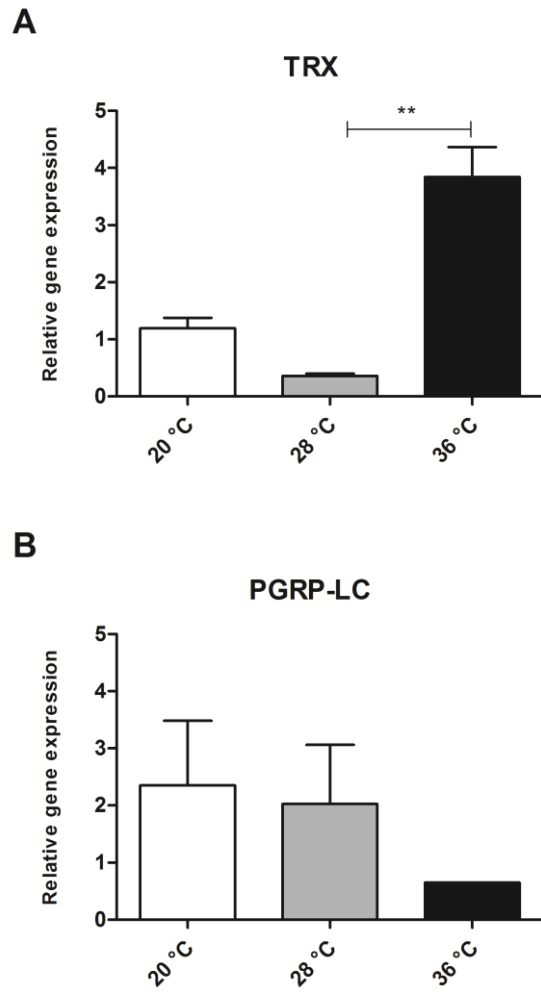 A
TRX
**
Relative gene expression
5
4
3
2
1
0
20 °C
28 °C
36 °C
B
PGRP-LC
Relative gene expression
5
4
3
2
1
0
20 °C
28 °C
36 °C